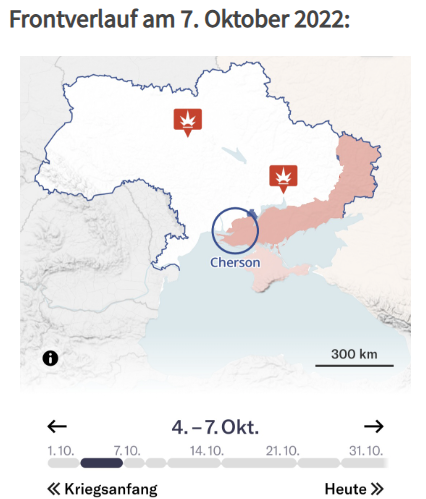 Frontverlauf am 7. Oktober 2022:
Cherson
300 km
4. – 7. Okt.
1.10. 7.10. 14.10. 21.10. 31.10.
Kriegsanfang Heute